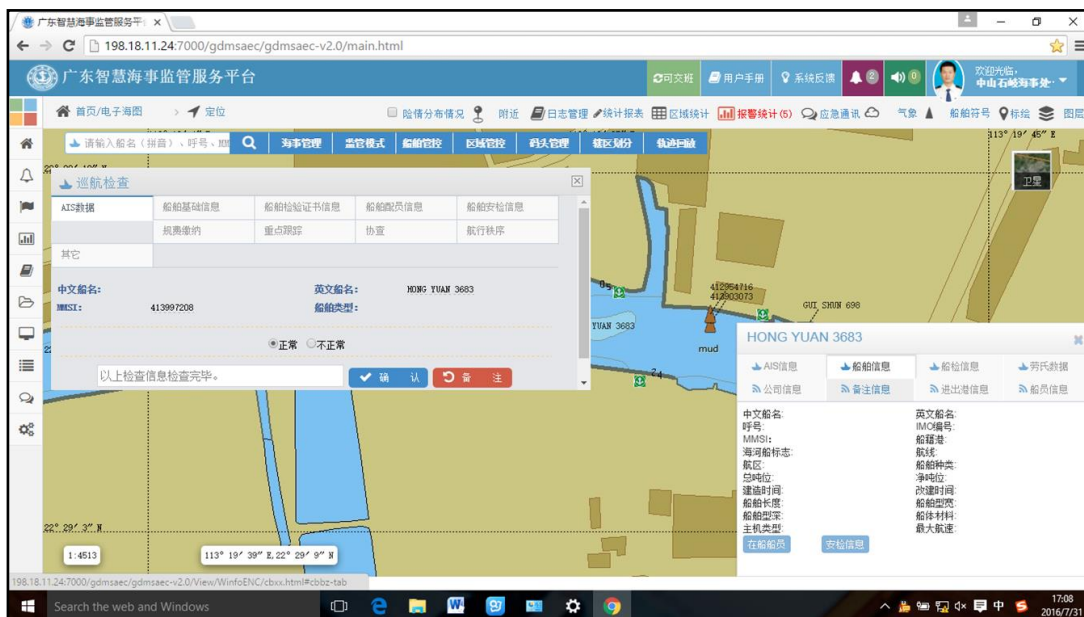 广东智慧海事监管服务平
198.18.11.24:7000/gdmsaec/gdmsaec-v2.0/main.html
广东智慧海事监管服务平台
可交班 用户手册 系统反馈 2 0 欢迎光临,
中山石岐海事处
首页/电子海图 > 定位 险情分布情况 附近 日志管理 统计报表 区域统计 报警统计(5) 应急通讯 气象 船舶符号 标绘 图层
请输入船名(拼音)、呼号、MM 海事管理 监管模式 船舶管控 区域管控 码头管理 辖区划分 轨迹回放
113° 19′ 45″ E
卫星
巡航检查
AIS数据 船舶基础信息 船舶检验证书信息 船舶配员信息 船舶安检信息
规费缴纳 重点跟踪 协查 航行秩序
其它
中文船名: 英文船名: HONG YUAN 3683
MMSI: 413997208 船舶类型:
正常 不正常
以上检查信息检查完毕。 确 认 备 注
412954716
412903073
GUI SHUN 698
YUAN 3683
mud
24
HONG YUAN 3683
AIS信息 船舶信息 船检信息 劳氏数据
公司信息 备注信息 进出港信息 船员信息
中文船名: 英文船名:
呼号: IMO编号:
MMSI: 船籍港:
海河船标志: 航线:
航区: 船舶种类:
总吨位: 净吨位:
建造时间: 改建时间:
船舶长度: 船舶型宽:
船舶型深: 船体材料:
主机类型: 最大航速:
在船船员 安检信息
22° 29′ 3″ N
1:4513
113° 19′ 39″ E,22° 29′ 9″ N
198.18.11.24:7000/gdmsaec/gdmsaec-v2.0/View/WinfoENC/cbxx.html#cbbz-tab
Search the web and Windows
中
17:08
2016/7/31